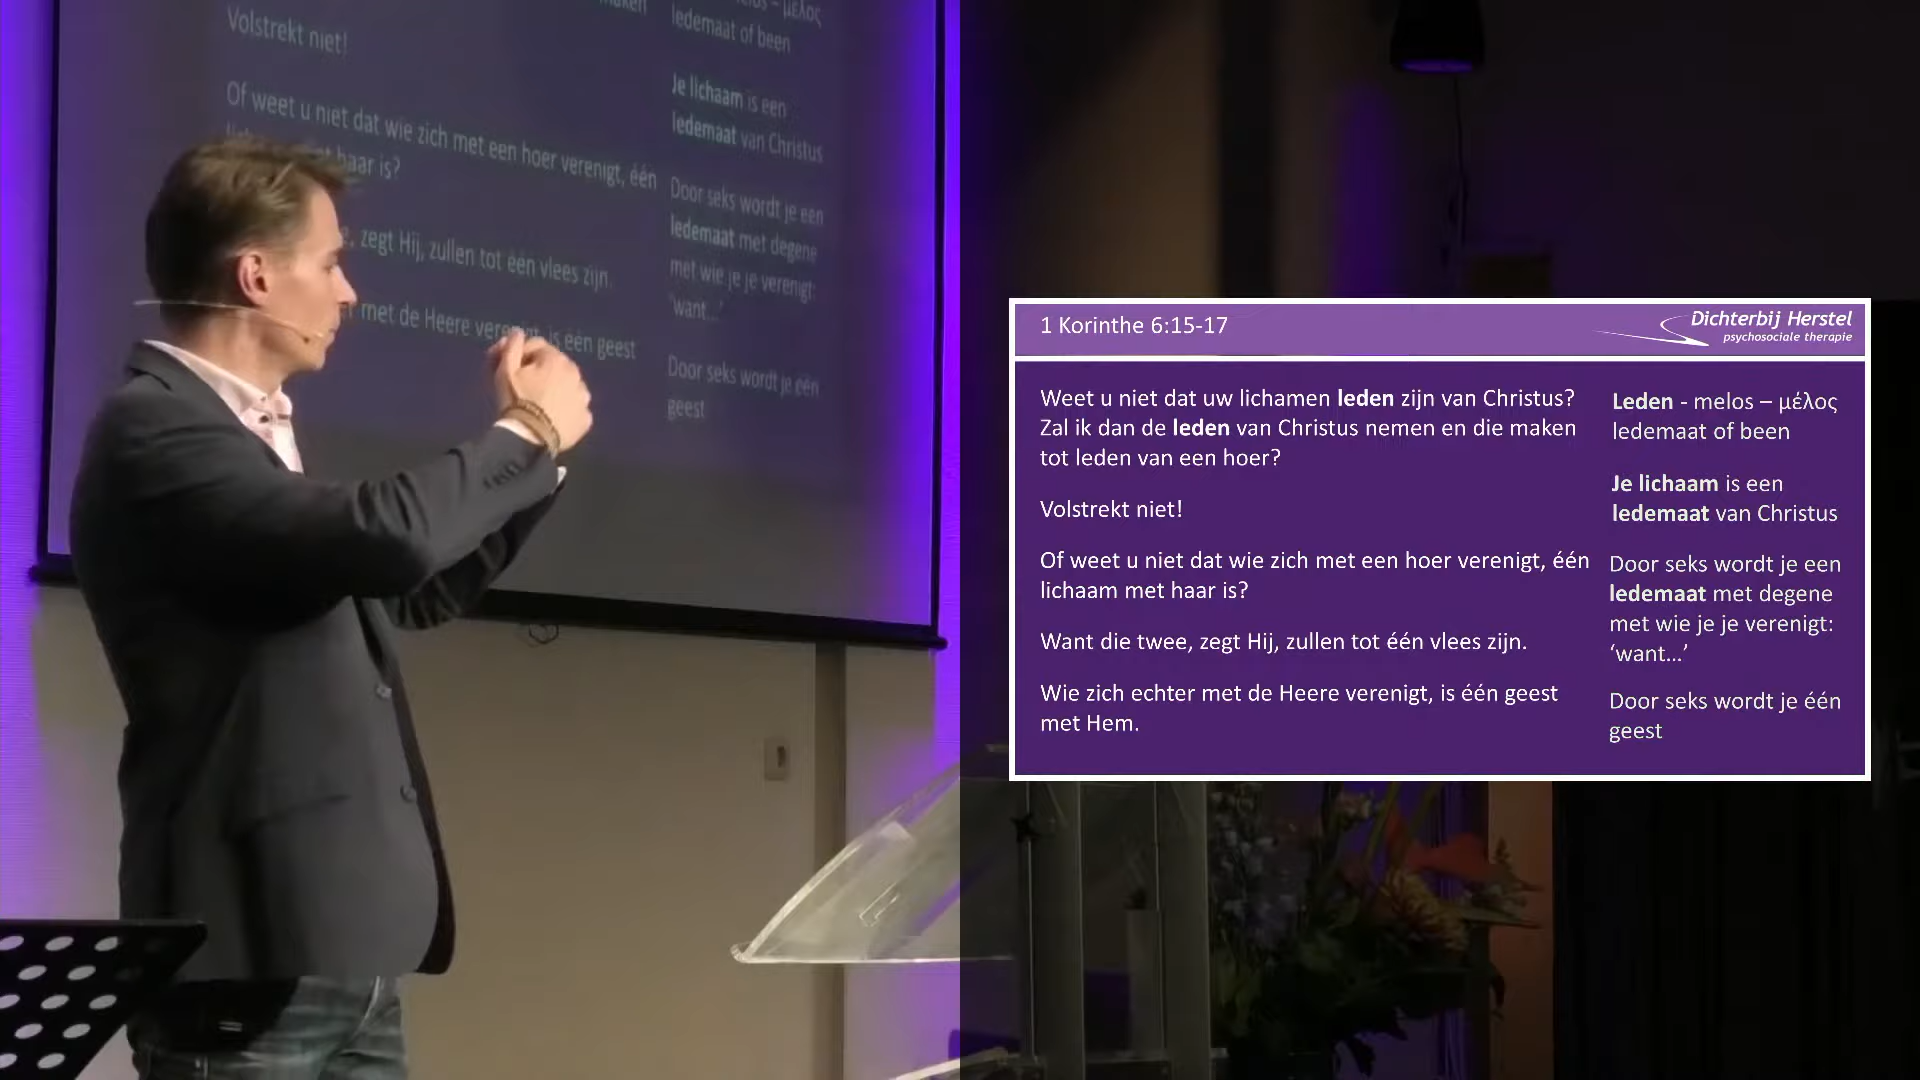 maken
Volstrekt niet!
Of weet u niet dat wie zich met een hoer verenigt, één
haar is?
zegt Hij, zullen tot één vlees zijn.
met de Heere verenigt, is één geest
melos – μέλος
ledemaat of been
Je lichaam is een
ledemaat van Christus
Door seks wordt je een
ledemaat met degene
met wie je je verenigt:
‘want...’
Door seks wordt je één
geest
1 Korinthe 6:15-17
Dichterbij Herstel
psychosociale therapie
Weet u niet dat uw lichamen leden zijn van Christus?
Zal ik dan de leden van Christus nemen en die maken
tot leden van een hoer?
Volstrekt niet!
Of weet u niet dat wie zich met een hoer verenigt, één
lichaam met haar is?
Want die twee, zegt Hij, zullen tot één vlees zijn.
Wie zich echter met de Heere verenigt, is één geest
met Hem.
Leden - melos – μέλος
ledemaat of been
Je lichaam is een
ledemaat van Christus
Door seks wordt je een
ledemaat met degene
met wie je je verenigt:
‘want...’
Door seks wordt je één
geest